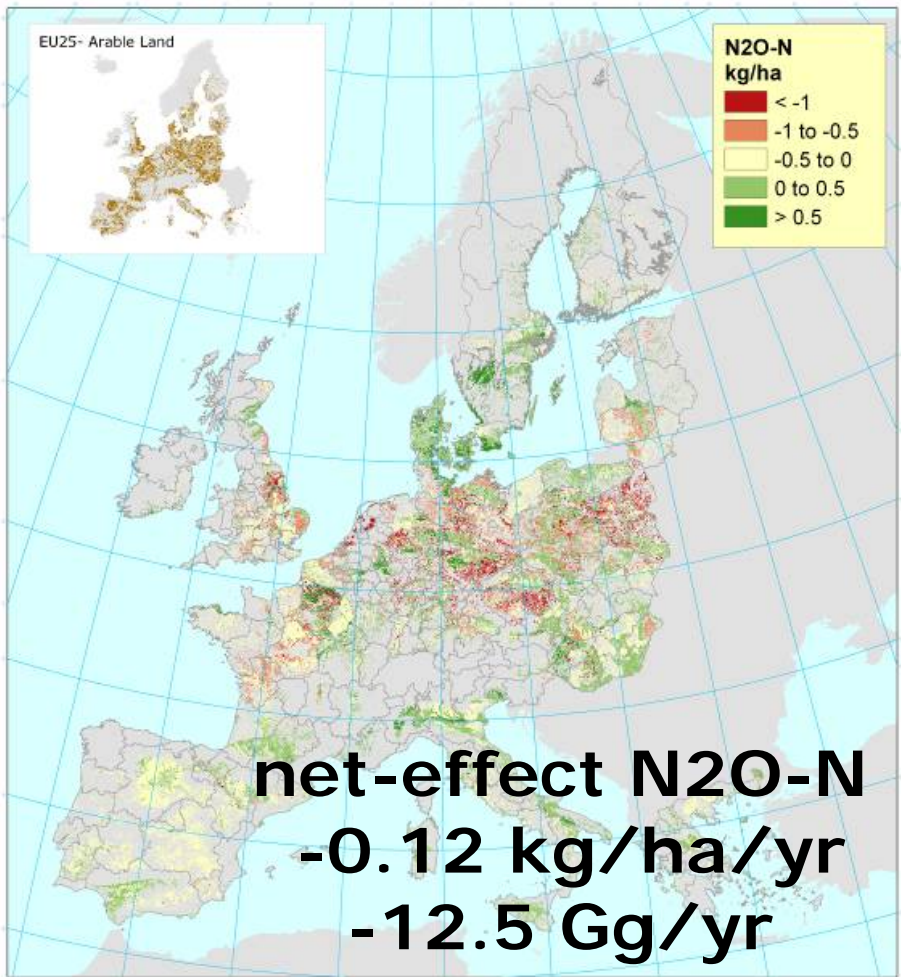 EU25- Arable Land
N2O-N
kg/ha
< -1
-1 to -0.5
-0.5 to 0
0 to 0.5
> 0.5
net-effect N2O-N
-0.12 kg/ha/yr
-12.5 Gg/yr